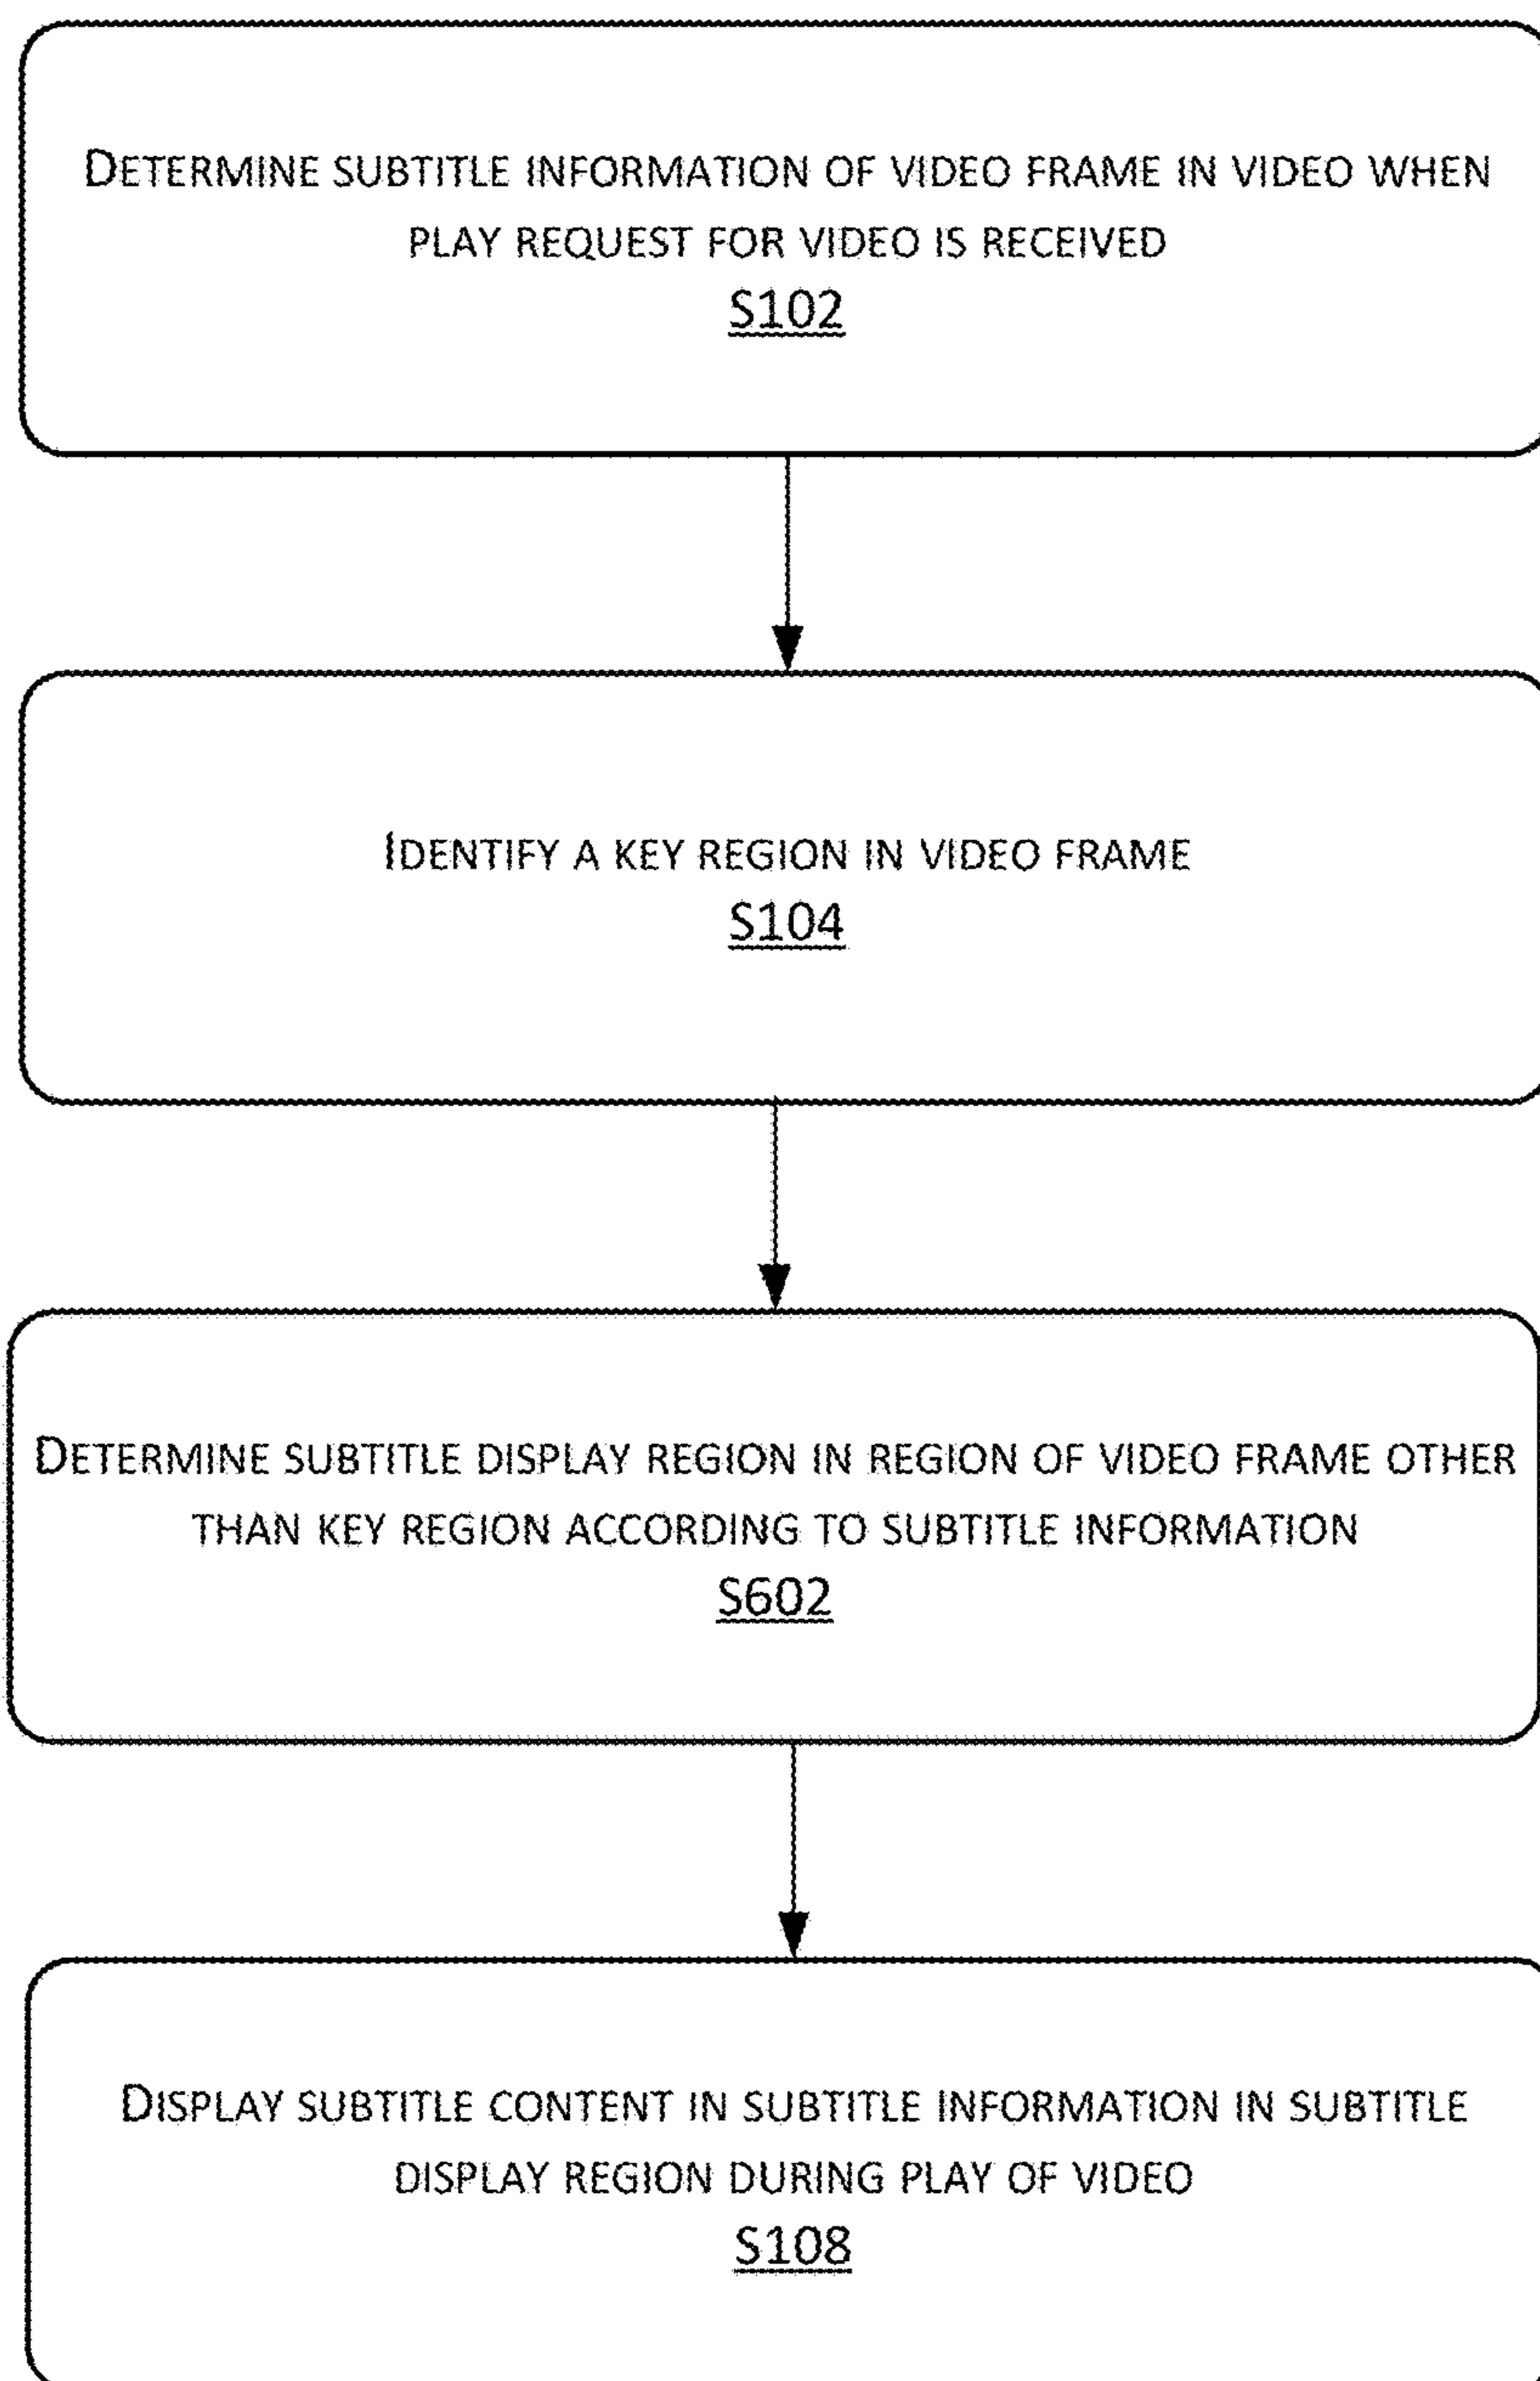 Determine subtitle information of video frame in video when
play request for video is received
S102
Identify a key region in video frame
S104
Determine subtitle display region in region of video frame other
than key region according to subtitle information
S602
Display subtitle content in subtitle information in subtitle
display region during play of video
S108